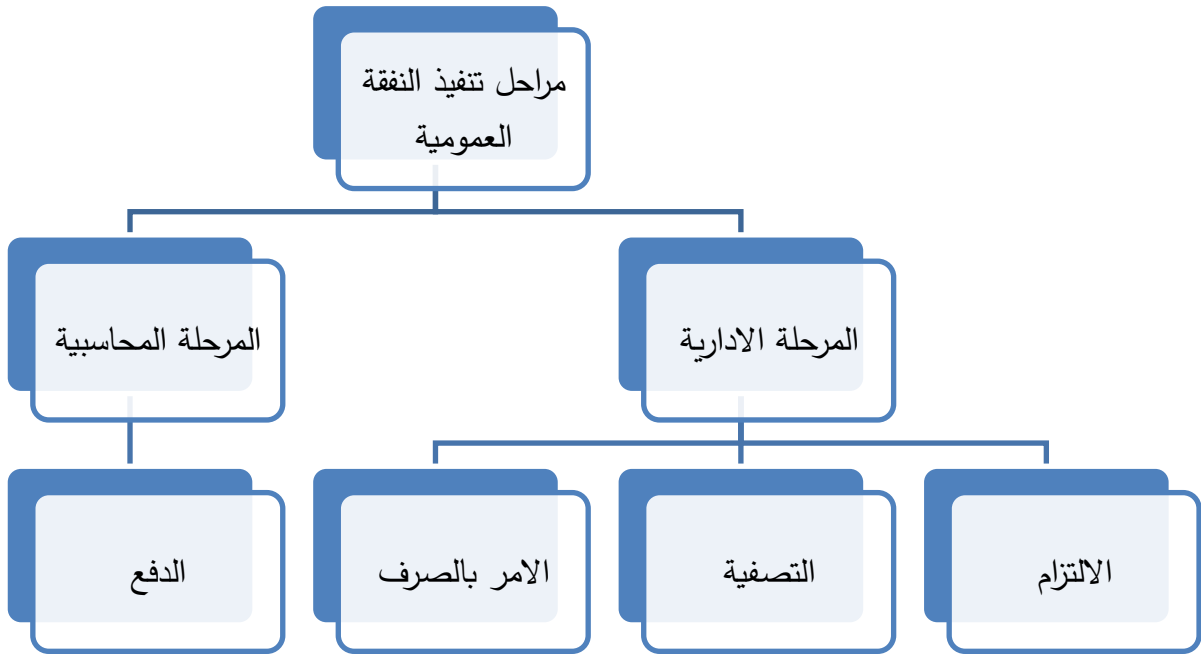 مراحل تنفيذ النفقة
العمومية
المرحلة الادارية
المرحلة المحاسبية
الالتزام
التصفية
الامر بالصرف
الدفع